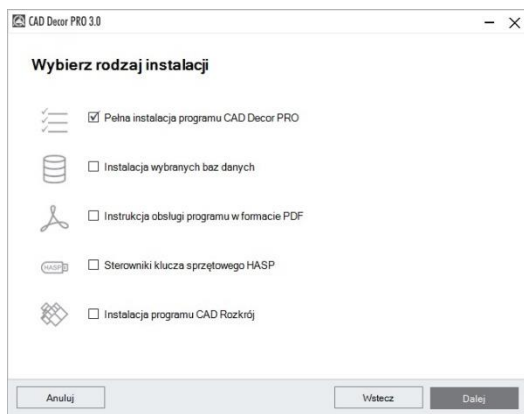 CAD Decor PRO 3.0
Wybierz rodzaj instalacji
Pełna instalacja programu CAD Decor PRO
Instalacja wybranych baz danych
Instrukcja obsługi programu w formacie PDF
HASP
Sterowniki klucza sprzętowego HASP
Instalacja programu CAD Rozkrój
Anuluj
Wstecz
Dalej